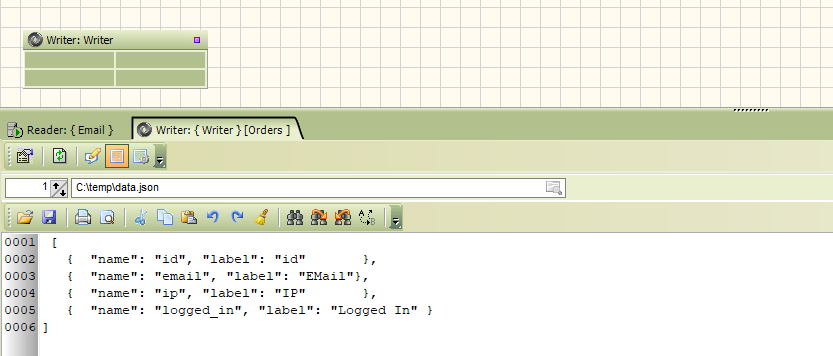 Writer: Writer
Reader: { Email }
Writer: { Writer } [Orders ]
1
C:\temp\data.json
0001 [
0002 { "name": "id", "label": "id" },
0003 { "name": "email", "label": "EMail"},
0004 { "name": "ip", "label": "IP" },
0005 { "name": "logged_in", "label": "Logged In" }
0006 ]